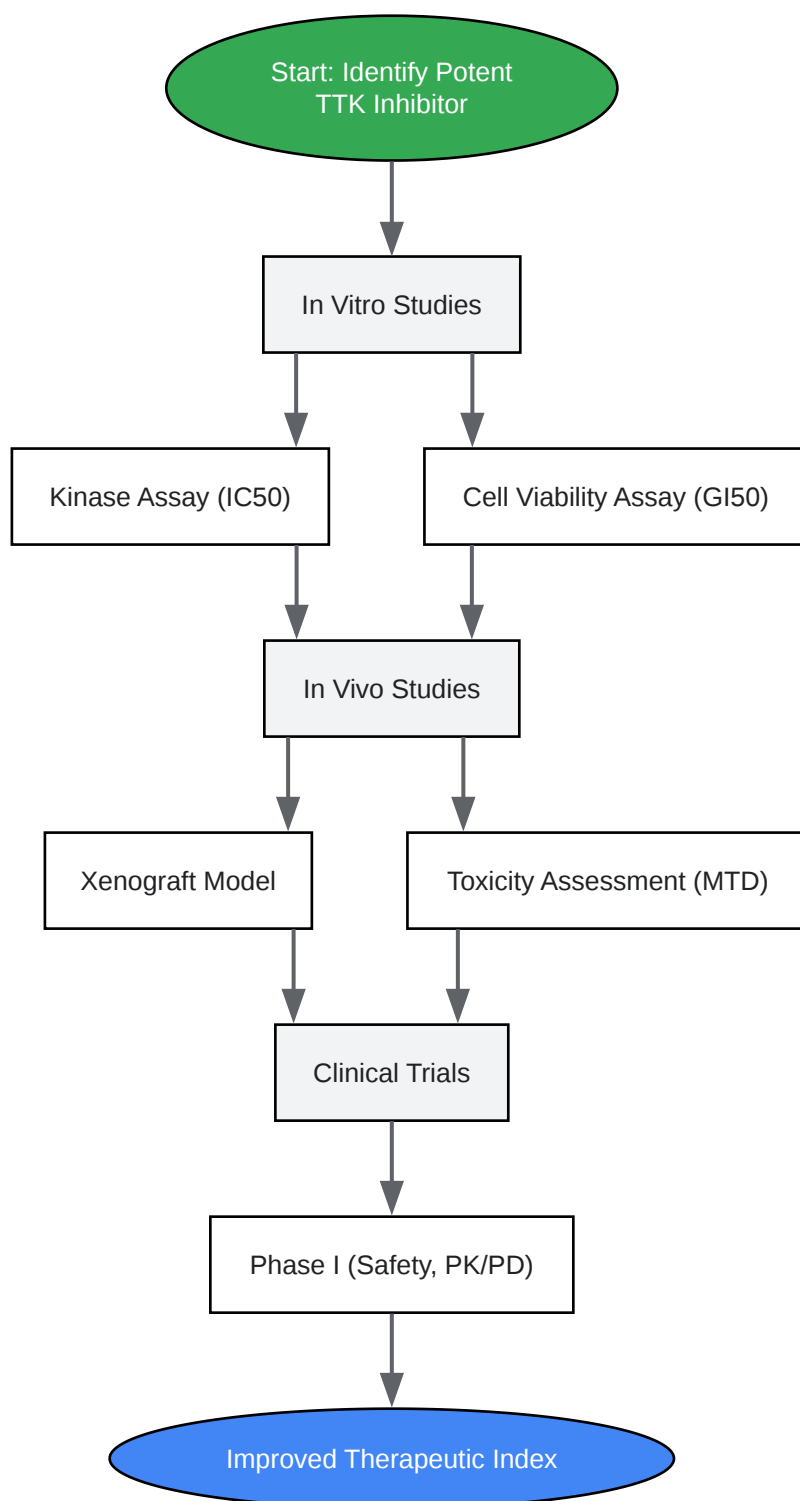 Start: Identify Potent
TTK Inhibitor
In Vitro Studies
Kinase Assay (IC50)
Cell Viability Assay (GI50)
In Vivo Studies
Xenograft Model
Toxicity Assessment (MTD)
Clinical Trials
Phase I (Safety, PK/PD)
Improved Therapeutic Index